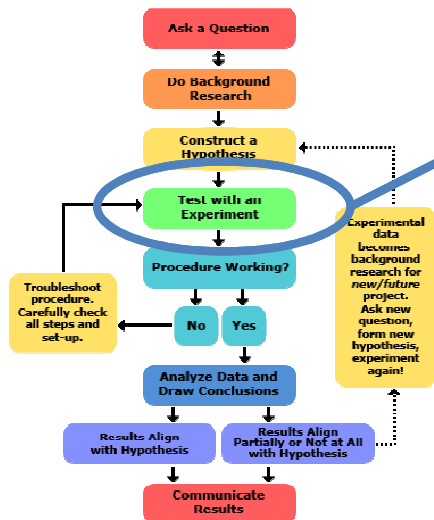 Ask a Question
Do Background
Research
Construct a
Hypothesis
Test with an
Experiment
Procedure Working?
Troubleshoot
procedure.
Carefully check
all steps and
set-up.
No
Yes
Experimental
data
becomes
background
research for
new/future
project.
Ask new
question,
form new
hypothesis,
experiment
again!
Analyze Data and
Draw Conclusions
Results Align
with Hypothesis
Results Align
Partially or Not at All
with Hypothesis
Communicate
Results